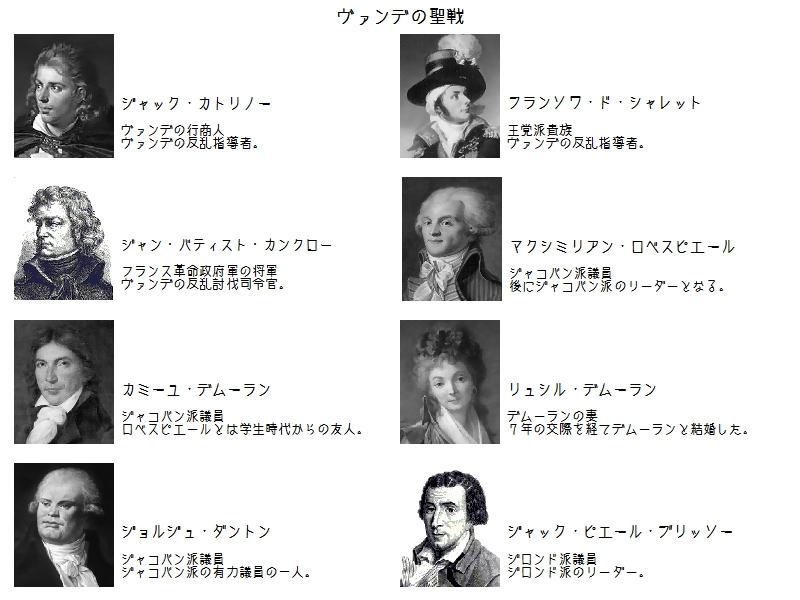 ヴァンデの聖戦
ジャック・カトリノー
ヴァンデの行商人
ヴァンデの反乱指導者。
フランソワ・ド・シャレット
王党派貴族
ヴァンデの反乱指導者。
ジャン・バティスト・カンクロー
フランス革命政府軍の将軍
ヴァンデの反乱討伐司令官。
マクシミリアン・ロベスピエール
ジャコバン派議員
後にジャコバン派のリーダーとなる。
カミーユ・デムーラン
ジャコバン派議員
ロベスピエールとは学生時代からの友人。
リュシル・デムーラン
デムーランの妻
7年の交際を経てデムーランと結婚した。
ジョルジュ・ダントン
ジャコバン派議員
ジャコバン派の有力議員の一人。
ジャック・ピエール・ブリッソー
ジロンド派議員
ジロンド派のリーダー。